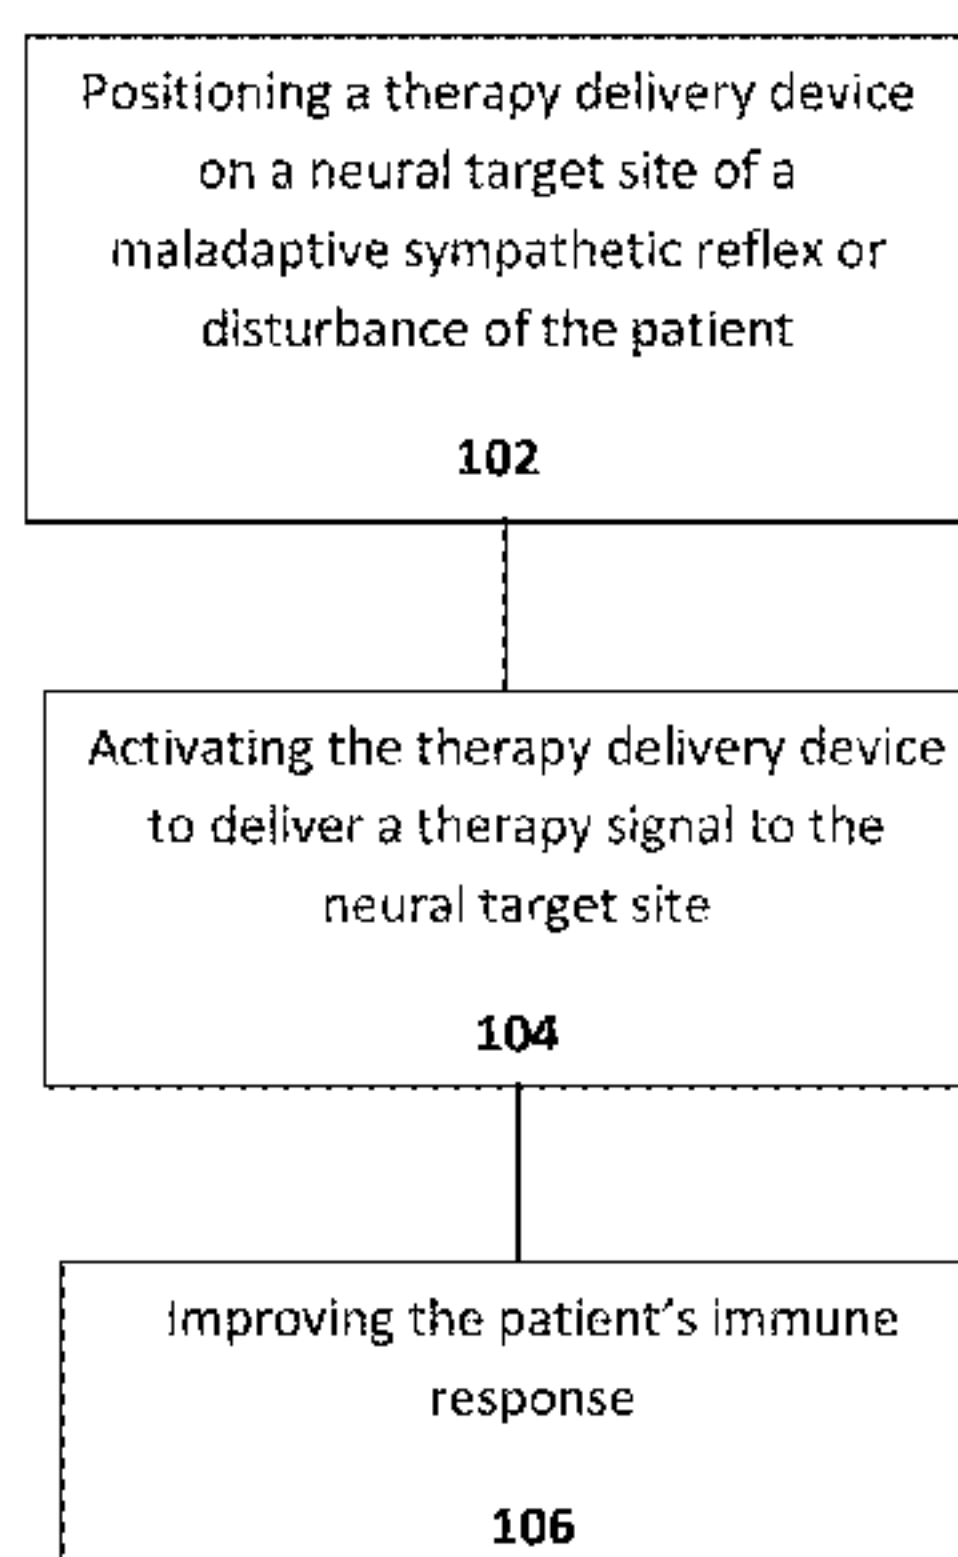 Positioning a therapy delivery device
on a neural target site of a
maladaptive sympathetic reflex or
disturbance of the patient
102
Activating the therapy delivery device
to deliver a therapy signal to the
neural target site
104
Improving the patient's immune
response
106